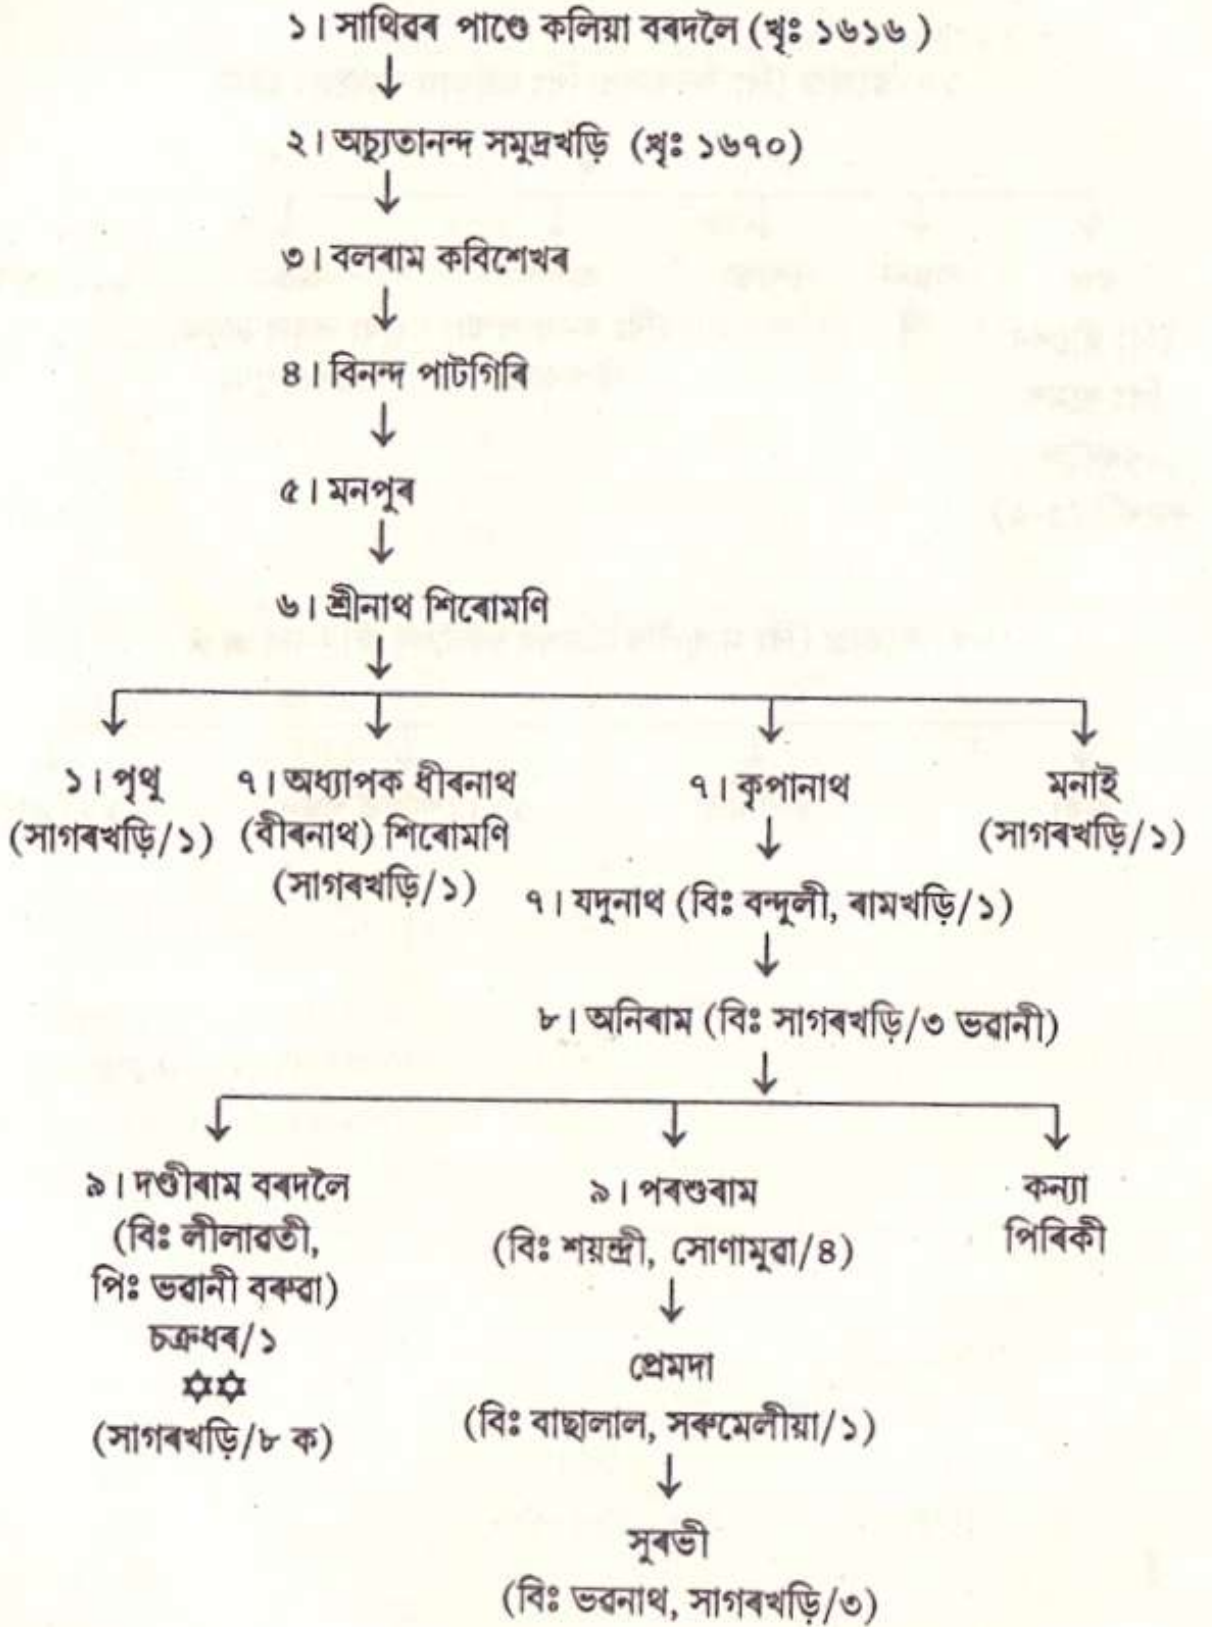 ১। সাথিৱৰ পাণ্ডে কলিয়া বৰদলৈ (খৃঃ ১৬১৬ )
২। অচ্যুতানন্দ সমুদ্ৰখড়ি (খৃঃ ১৬৭০)
৩। বলৰাম কবিশেখৰ
৪। বিনন্দ পাটগিৰি
৫। মনপুৰ
৬। শ্ৰীনাথ শিৰোমণি
১। পৃথু ৭। অধ্যাপক ধীৰনাথ ৭। কৃপানাথ মনাই
(সাগৰখড়ি/১) (বীৰনাথ) শিৰোমণি (সাগৰখড়ি/১)
(সাগৰখড়ি/১)
৭। যদুনাথ (বিঃ বন্দুলী, ৰামখড়ি/১)
৮। অনিৰাম (বিঃ সাগৰখড়ি/৩ ভৱানী)
৯। দণ্ডীৰাম বৰদলৈ ৯। পৰশুৰাম কন্যা
(বিঃ লীলাৱতী, (বিঃ শয়ন্দ্ৰী, সোণামুৱা/৪) পিৰিকী
পিঃ ভৱানী বৰুৱা)
চক্ৰধৰ/১
প্ৰেমদা
(সাগৰখড়ি/৮ ক) (বিঃ বাছালাল, সৰুমেলীয়া/১)
সুৰভী
(বিঃ ভৱনাথ, সাগৰখড়ি/৩)